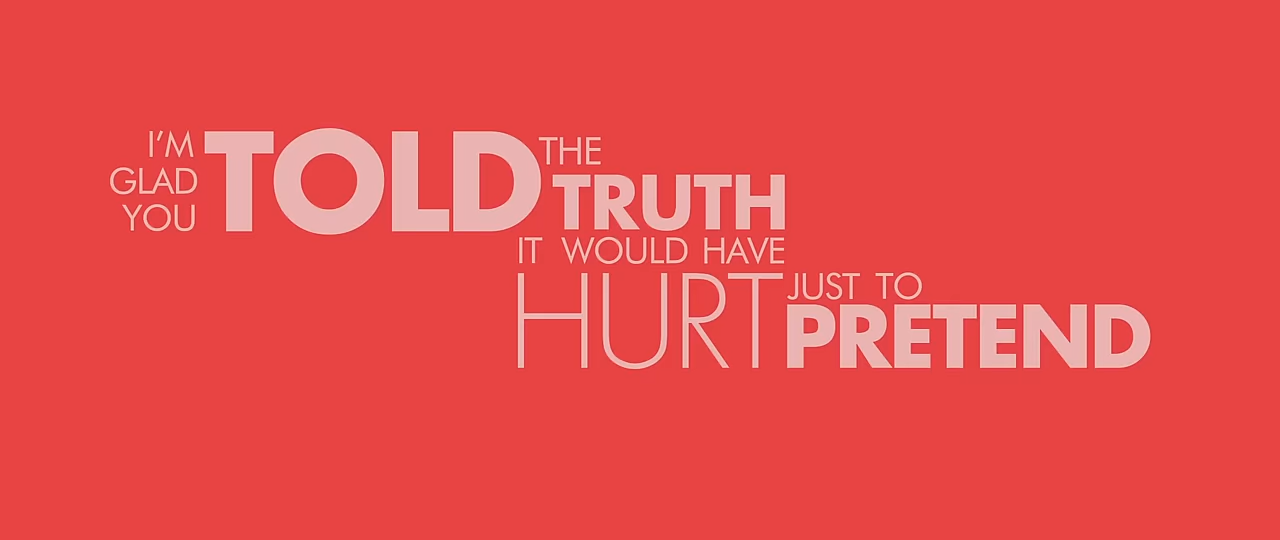 I'M
GLAD
YOU
TOLD
THE
TRUTH
IT WOULD HAVE
HURT
JUST TO
PRETEND